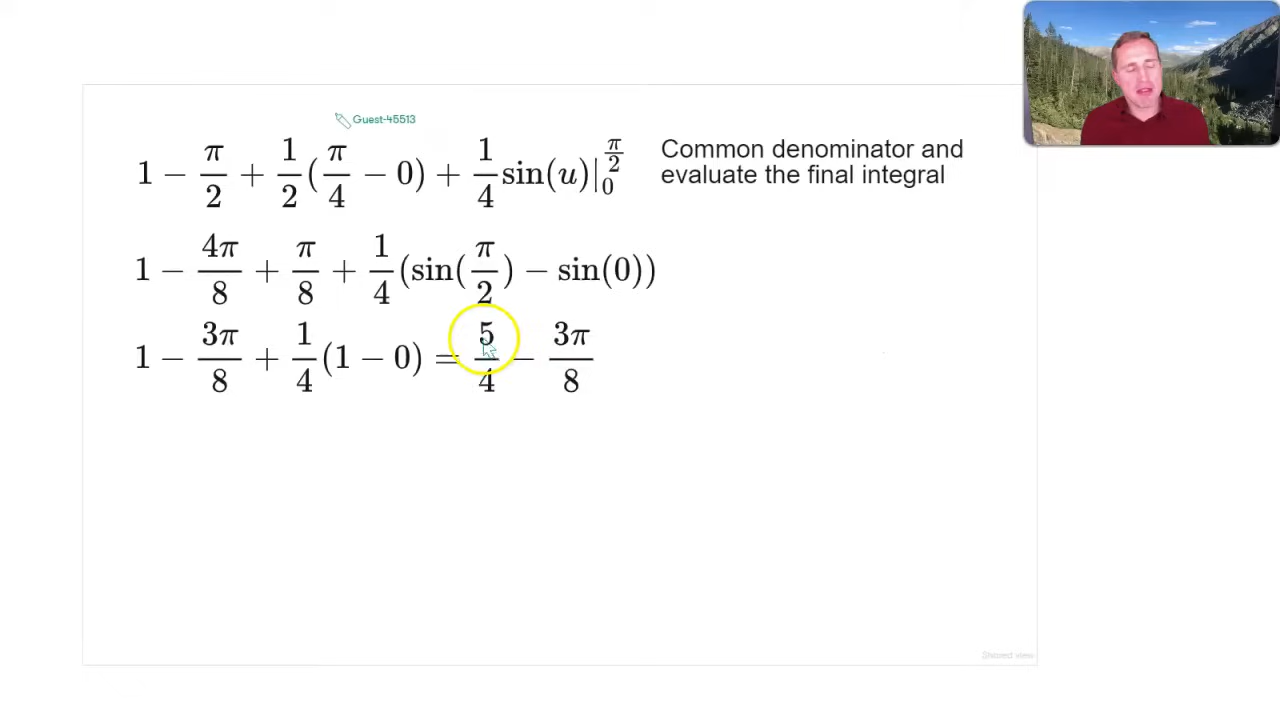 Guest-45513
1 − π/2 + 1/2(π/4 − 0) + 1/4 sin(u)|₀^(π/2)
Common denominator and
evaluate the final integral
1 − 4π/8 + π/8 + 1/4(sin(π/2) − sin(0))
1 − 3π/8 + 1/4(1 − 0) = 5/4 − 3π/8
Shared view